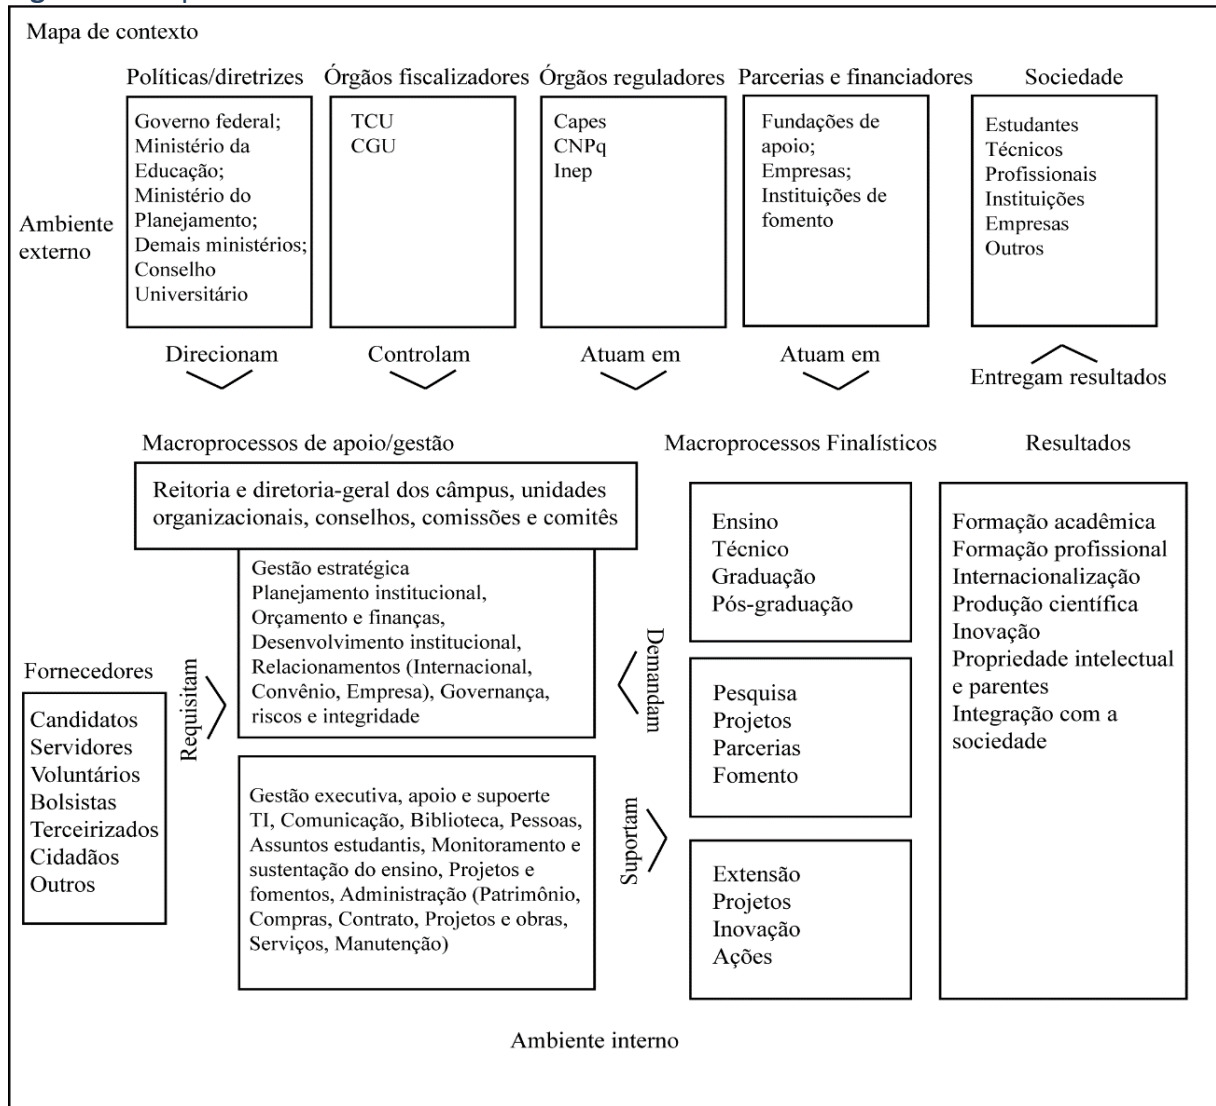 Mapa de contexto
Políticas/diretrizes
Governo federal;
Ministério da
Educação;
Ministério do
Planejamento;
Demais ministérios;
Conselho
Universitário
Direcionam
Órgãos fiscalizadores
TCU
CGU
Controlam
Órgãos reguladores
Capes
CNPq
Inep
Atuam em
Parcerias e financiadores
Fundações de
apoio;
Empresas;
Instituições de
fomento
Atuam em
Sociedade
Estudantes
Técnicos
Profissionais
Instituições
Empresas
Outros
Entregam resultados
Ambiente
externo
Fornecedores
Candidatos
Servidores
Voluntários
Bolsistas
Terceirizados
Cidadãos
Outros
Requisitam
Macroprocessos de apoio/gestão
Reitoria e diretoria-geral dos câmpus, unidades
organizacionais, conselhos, comissões e comitês
Gestão estratégica
Planejamento institucional,
Orçamento e finanças,
Desenvolvimento institucional,
Relacionamentos (Internacional,
Convênio, Empresa), Governança,
riscos e integridade
Gestão executiva, apoio e supoerte
TI, Comunicação, Biblioteca, Pessoas,
Assuntos estudantis, Monitoramento e
sustentação do ensino, Projetos e
fomentos, Administração (Patrimônio,
Compras, Contrato, Projetos e obras,
Serviços, Manutenção)
Demandam
Suportam
Macroprocessos Finalísticos
Ensino
Técnico
Graduação
Pós-graduação
Pesquisa
Projetos
Parcerias
Fomento
Extensão
Projetos
Inovação
Ações
Resultados
Formação acadêmica
Formação profissional
Internacionalização
Produção científica
Inovação
Propriedade intelectual
e parentes
Integração com a
sociedade
Ambiente interno